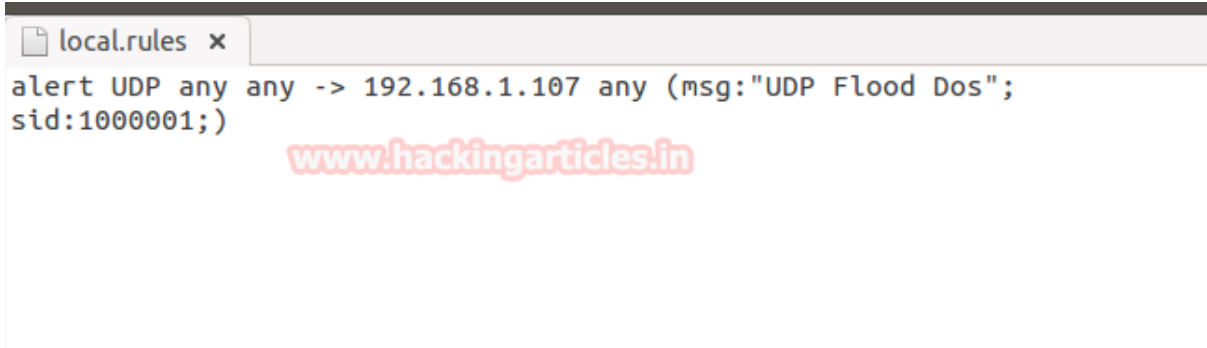 local.rules ×
alert UDP any any -> 192.168.1.107 any (msg:"UDP Flood Dos";
sid:1000001;)
www.hackingarticles.in